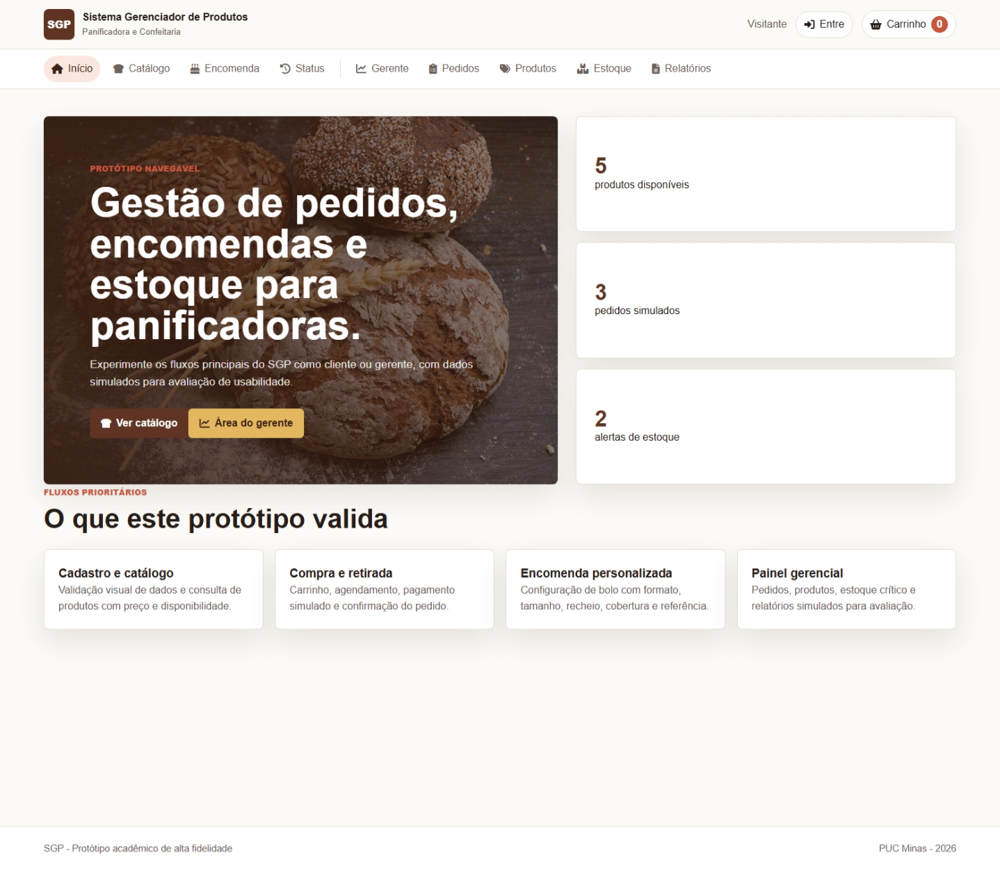 SGP
Sistema Gerenciador de Produtos
Panificadora e Confeitaria
Visitante
Entre
Carrinho 0
Início
Catálogo
Encomenda
Status
Gerente
Pedidos
Produtos
Estoque
Relatórios
PROTÓTIPO NAVEGÁVEL
Gestão de pedidos,
encomendas e
estoque para
panificadoras.
Experimente os fluxos principais do SGP como cliente ou gerente, com dados
simulados para avaliação de usabilidade.
Ver catálogo
Área do gerente
5
produtos disponíveis
3
pedidos simulados
2
alertas de estoque
FLUXOS PRIORITÁRIOS
O que este protótipo valida
Cadastro e catálogo
Validação visual de dados e consulta de
produtos com preço e disponibilidade.
Compra e retirada
Carrinho, agendamento, pagamento
simulado e confirmação do pedido.
Encomenda personalizada
Configuração de bolo com formato,
tamanho, recheio, cobertura e referência.
Painel gerencial
Pedidos, produtos, estoque crítico e
relatórios simulados para avaliação.
SGP - Protótipo acadêmico de alta fidelidade
PUC Minas - 2026